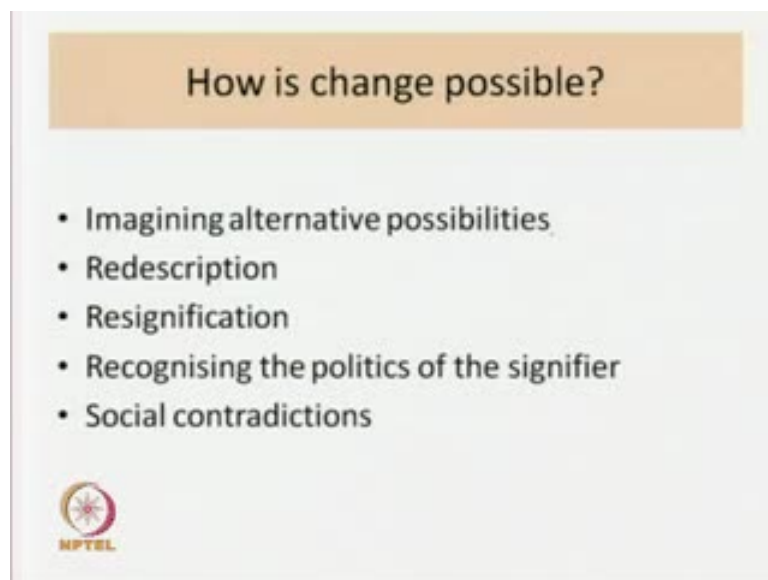 How is change possible?
• Imagining alternative possibilities
• Redescription
• Resignification
• Recognising the politics of the signifier
• Social contradictions
NPTEL